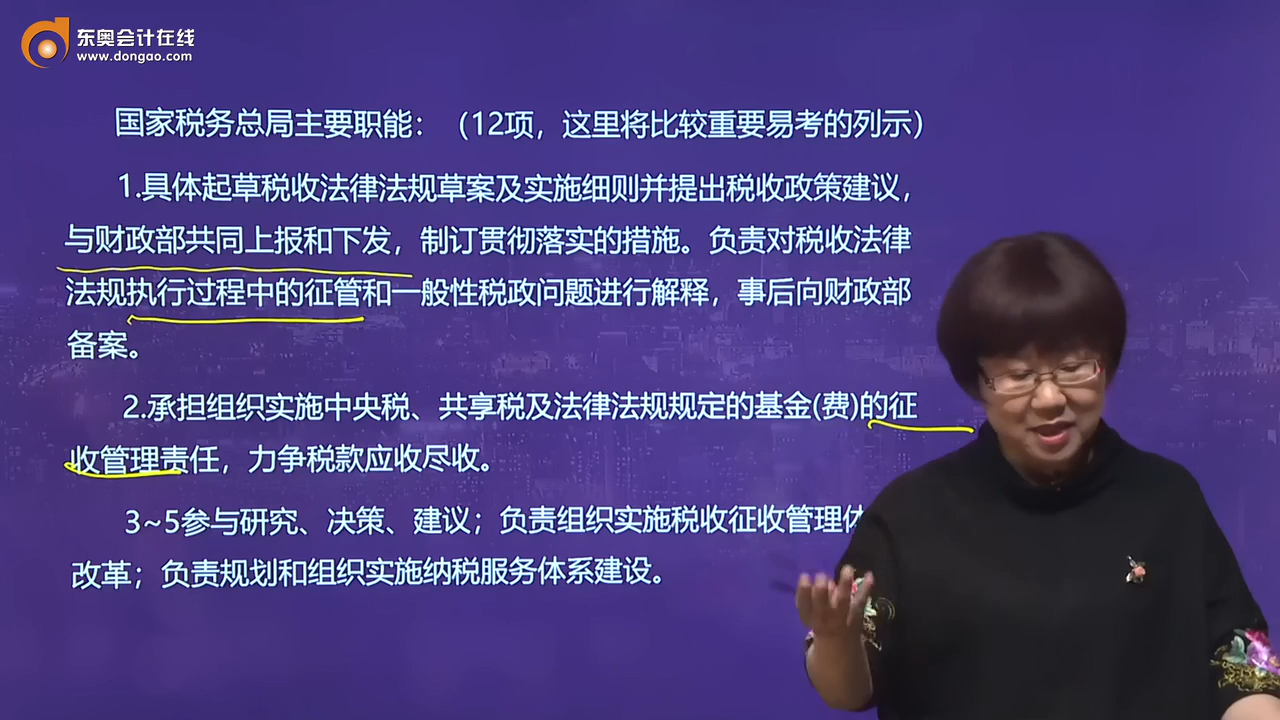 东奥会计在线
www.dongao.com
国家税务总局主要职能：（12项，这里将比较重要易考的列示）
1.具体起草税收法律法规草案及实施细则并提出税收政策建议，
与财政部共同上报和下发，制订贯彻落实的措施。负责对税收法律
法规执行过程中的征管和一般性税政问题进行解释，事后向财政部
备案。
2.承担组织实施中央税、共享税及法律法规规定的基金(费)的征
收管理责任，力争税款应收尽收。
3~5参与研究、决策、建议；负责组织实施税收征收管理体
改革；负责规划和组织实施纳税服务体系建设。